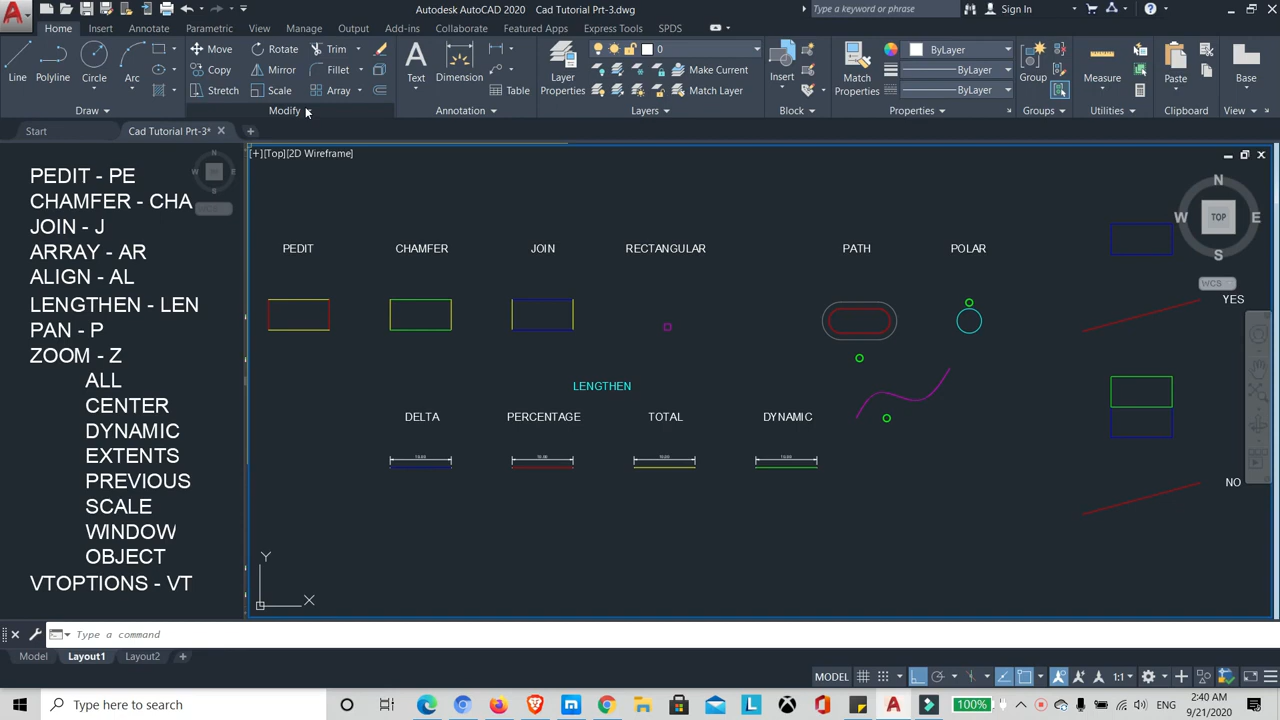 Autodesk AutoCAD 2020 Cad Tutorial Prt-3.dwg
Type a keyword or phrase
Sign In
Home Insert Annotate Parametric View Manage Output Add-ins Collaborate Featured Apps Express Tools SPDS
Line
Polyline
Circle
Arc
Move
Rotate
Trim
Copy
Mirror
Fillet
Stretch
Scale
Array
Text
Dimension
Table
Layer
Properties
0
Make Current
Match Layer
Insert
Match
Properties
ByLayer
ByLayer
ByLayer
Group
Measure
Paste
Base
Draw
Modify
Annotation
Layers
Block
Properties
Groups
Utilities
Clipboard
View
Start
Cad Tutorial Prt-3*
[+][Top][2D Wireframe]
PEDIT - PE
CHAMFER - CHA
JOIN - J
ARRAY - AR
ALIGN - AL
LENGTHEN - LEN
PAN - P
ZOOM - Z
ALL
CENTER
DYNAMIC
EXTENTS
PREVIOUS
SCALE
WINDOW
OBJECT
VTOPTIONS - VT
N
W
E
S
WCS
PEDIT CHAMFER JOIN RECTANGULAR PATH POLAR
LENGTHEN
DELTA PERCENTAGE TOTAL DYNAMIC
N
W TOP E
S
WCS
YES
NO
Y
X
Type a command
Model Layout1 Layout2
MODEL
1:1
Type here to search
100%
ENG
2:40 AM
9/21/2020